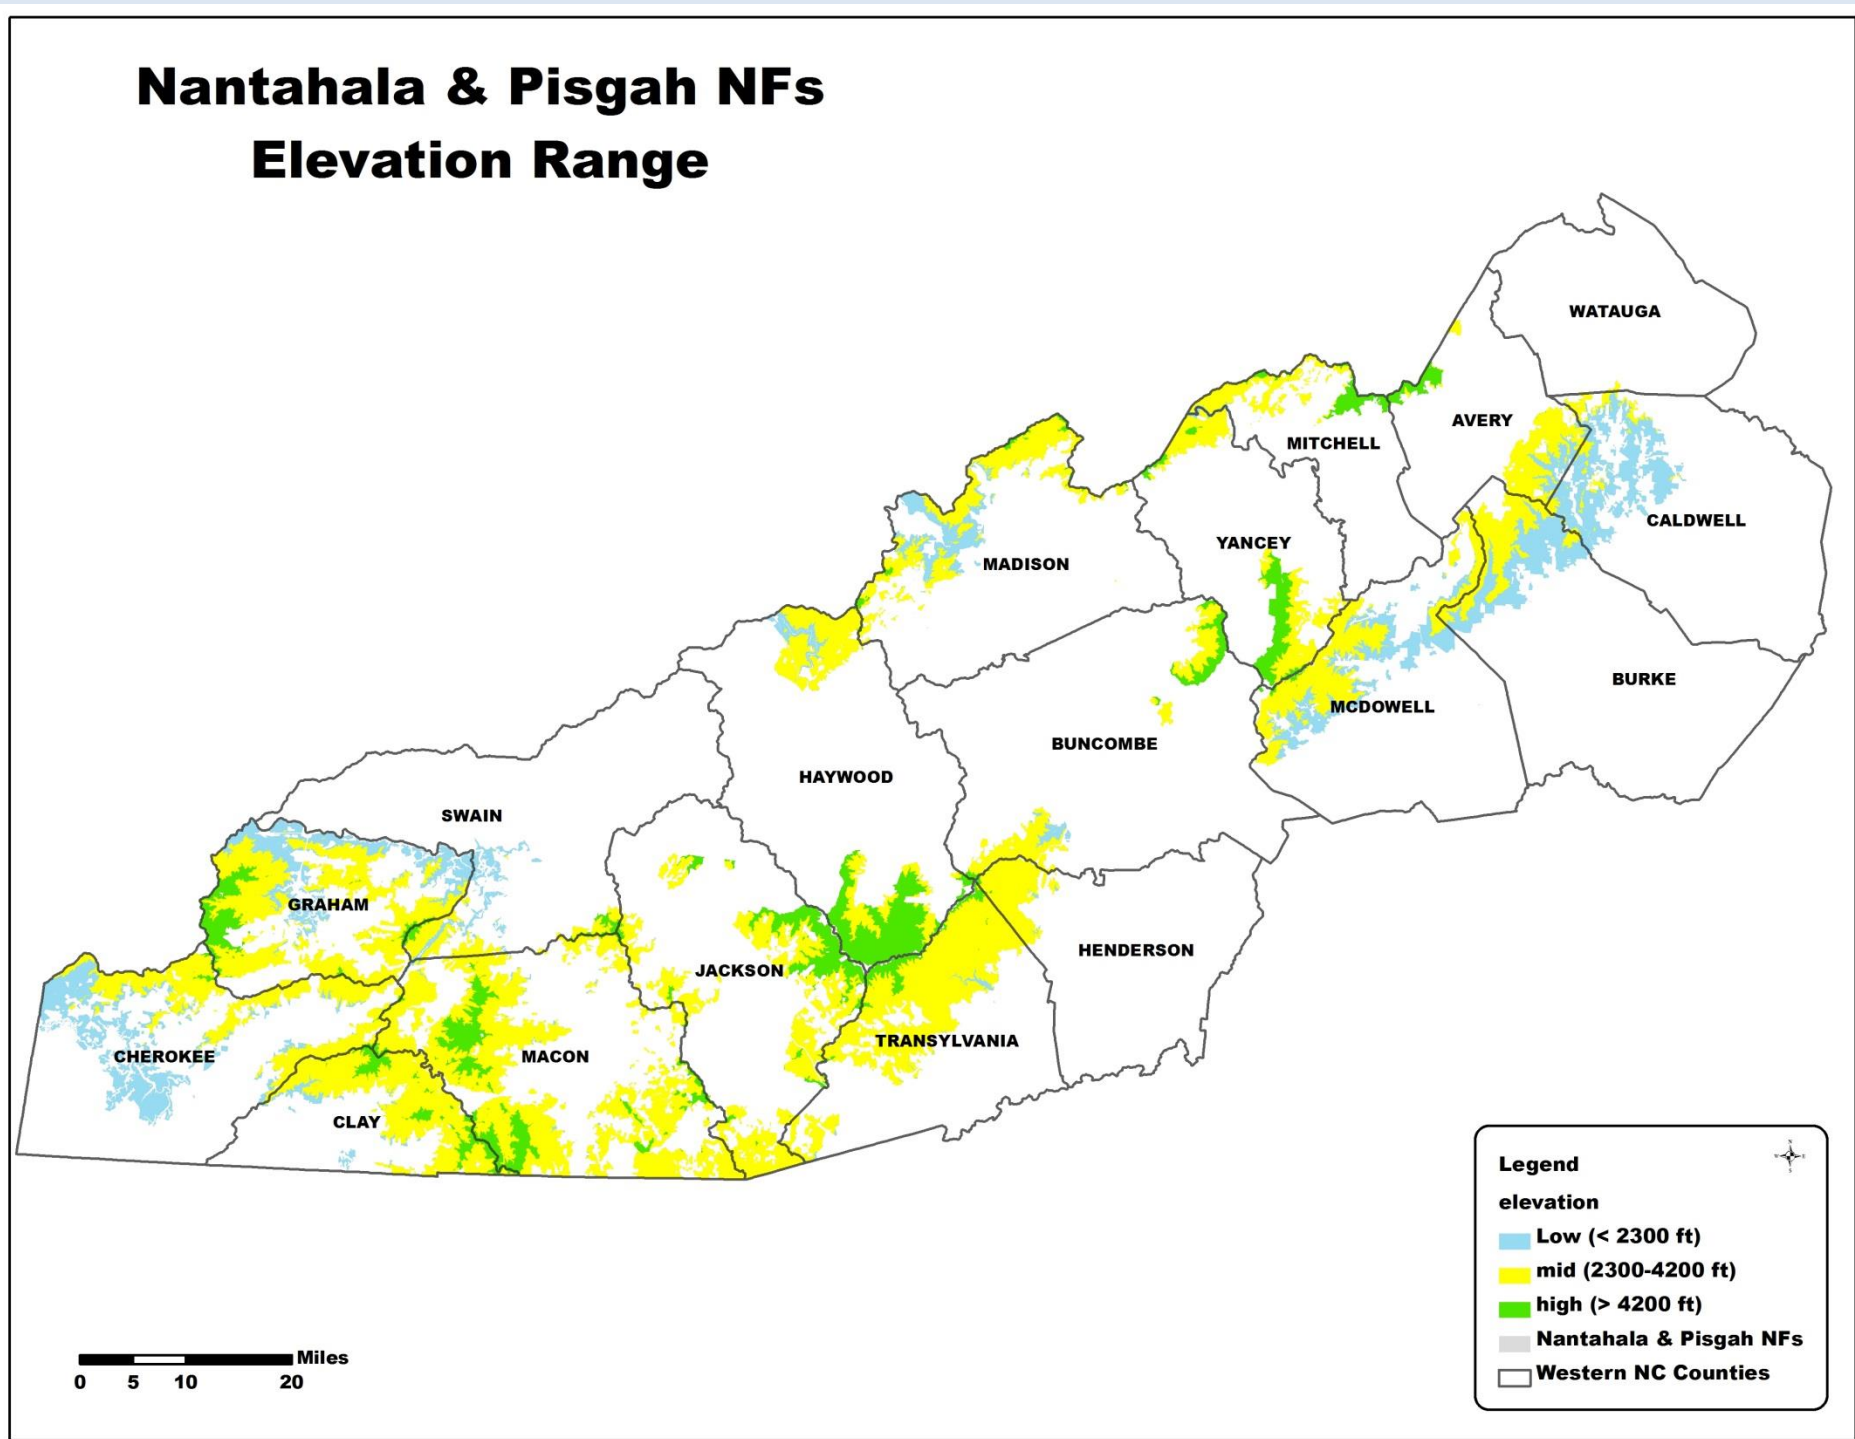 Nantahala & Pisgah NFs
Elevation Range
WATAUGA
AVERY
MITCHELL
CALDWELL
YANCEY
MADISON
BURKE
MCDOWELL
BUNCOMBE
HAYWOOD
SWAIN
GRAHAM
HENDERSON
JACKSON
TRANSYLVANIA
CHEROKEE
MACON
CLAY
Legend
N
W E
S
elevation
Low (< 2300 ft)
mid (2300-4200 ft)
high (> 4200 ft)
Nantahala & Pisgah NFs
Western NC Counties
Miles
0 5 10 20